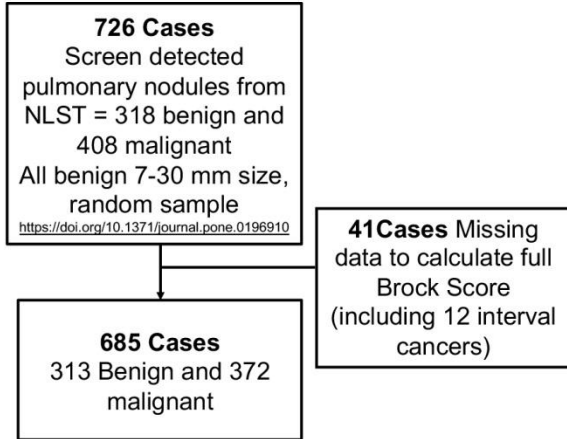 726 Cases
Screen detected
pulmonary nodules from
NLST = 318 benign and
408 malignant
All benign 7-30 mm size,
random sample
https://doi.org/10.1371/journal.pone.0196910
41Cases Missing
data to calculate full
Brock Score
(including 12 interval
cancers)
685 Cases
313 Benign and 372
malignant